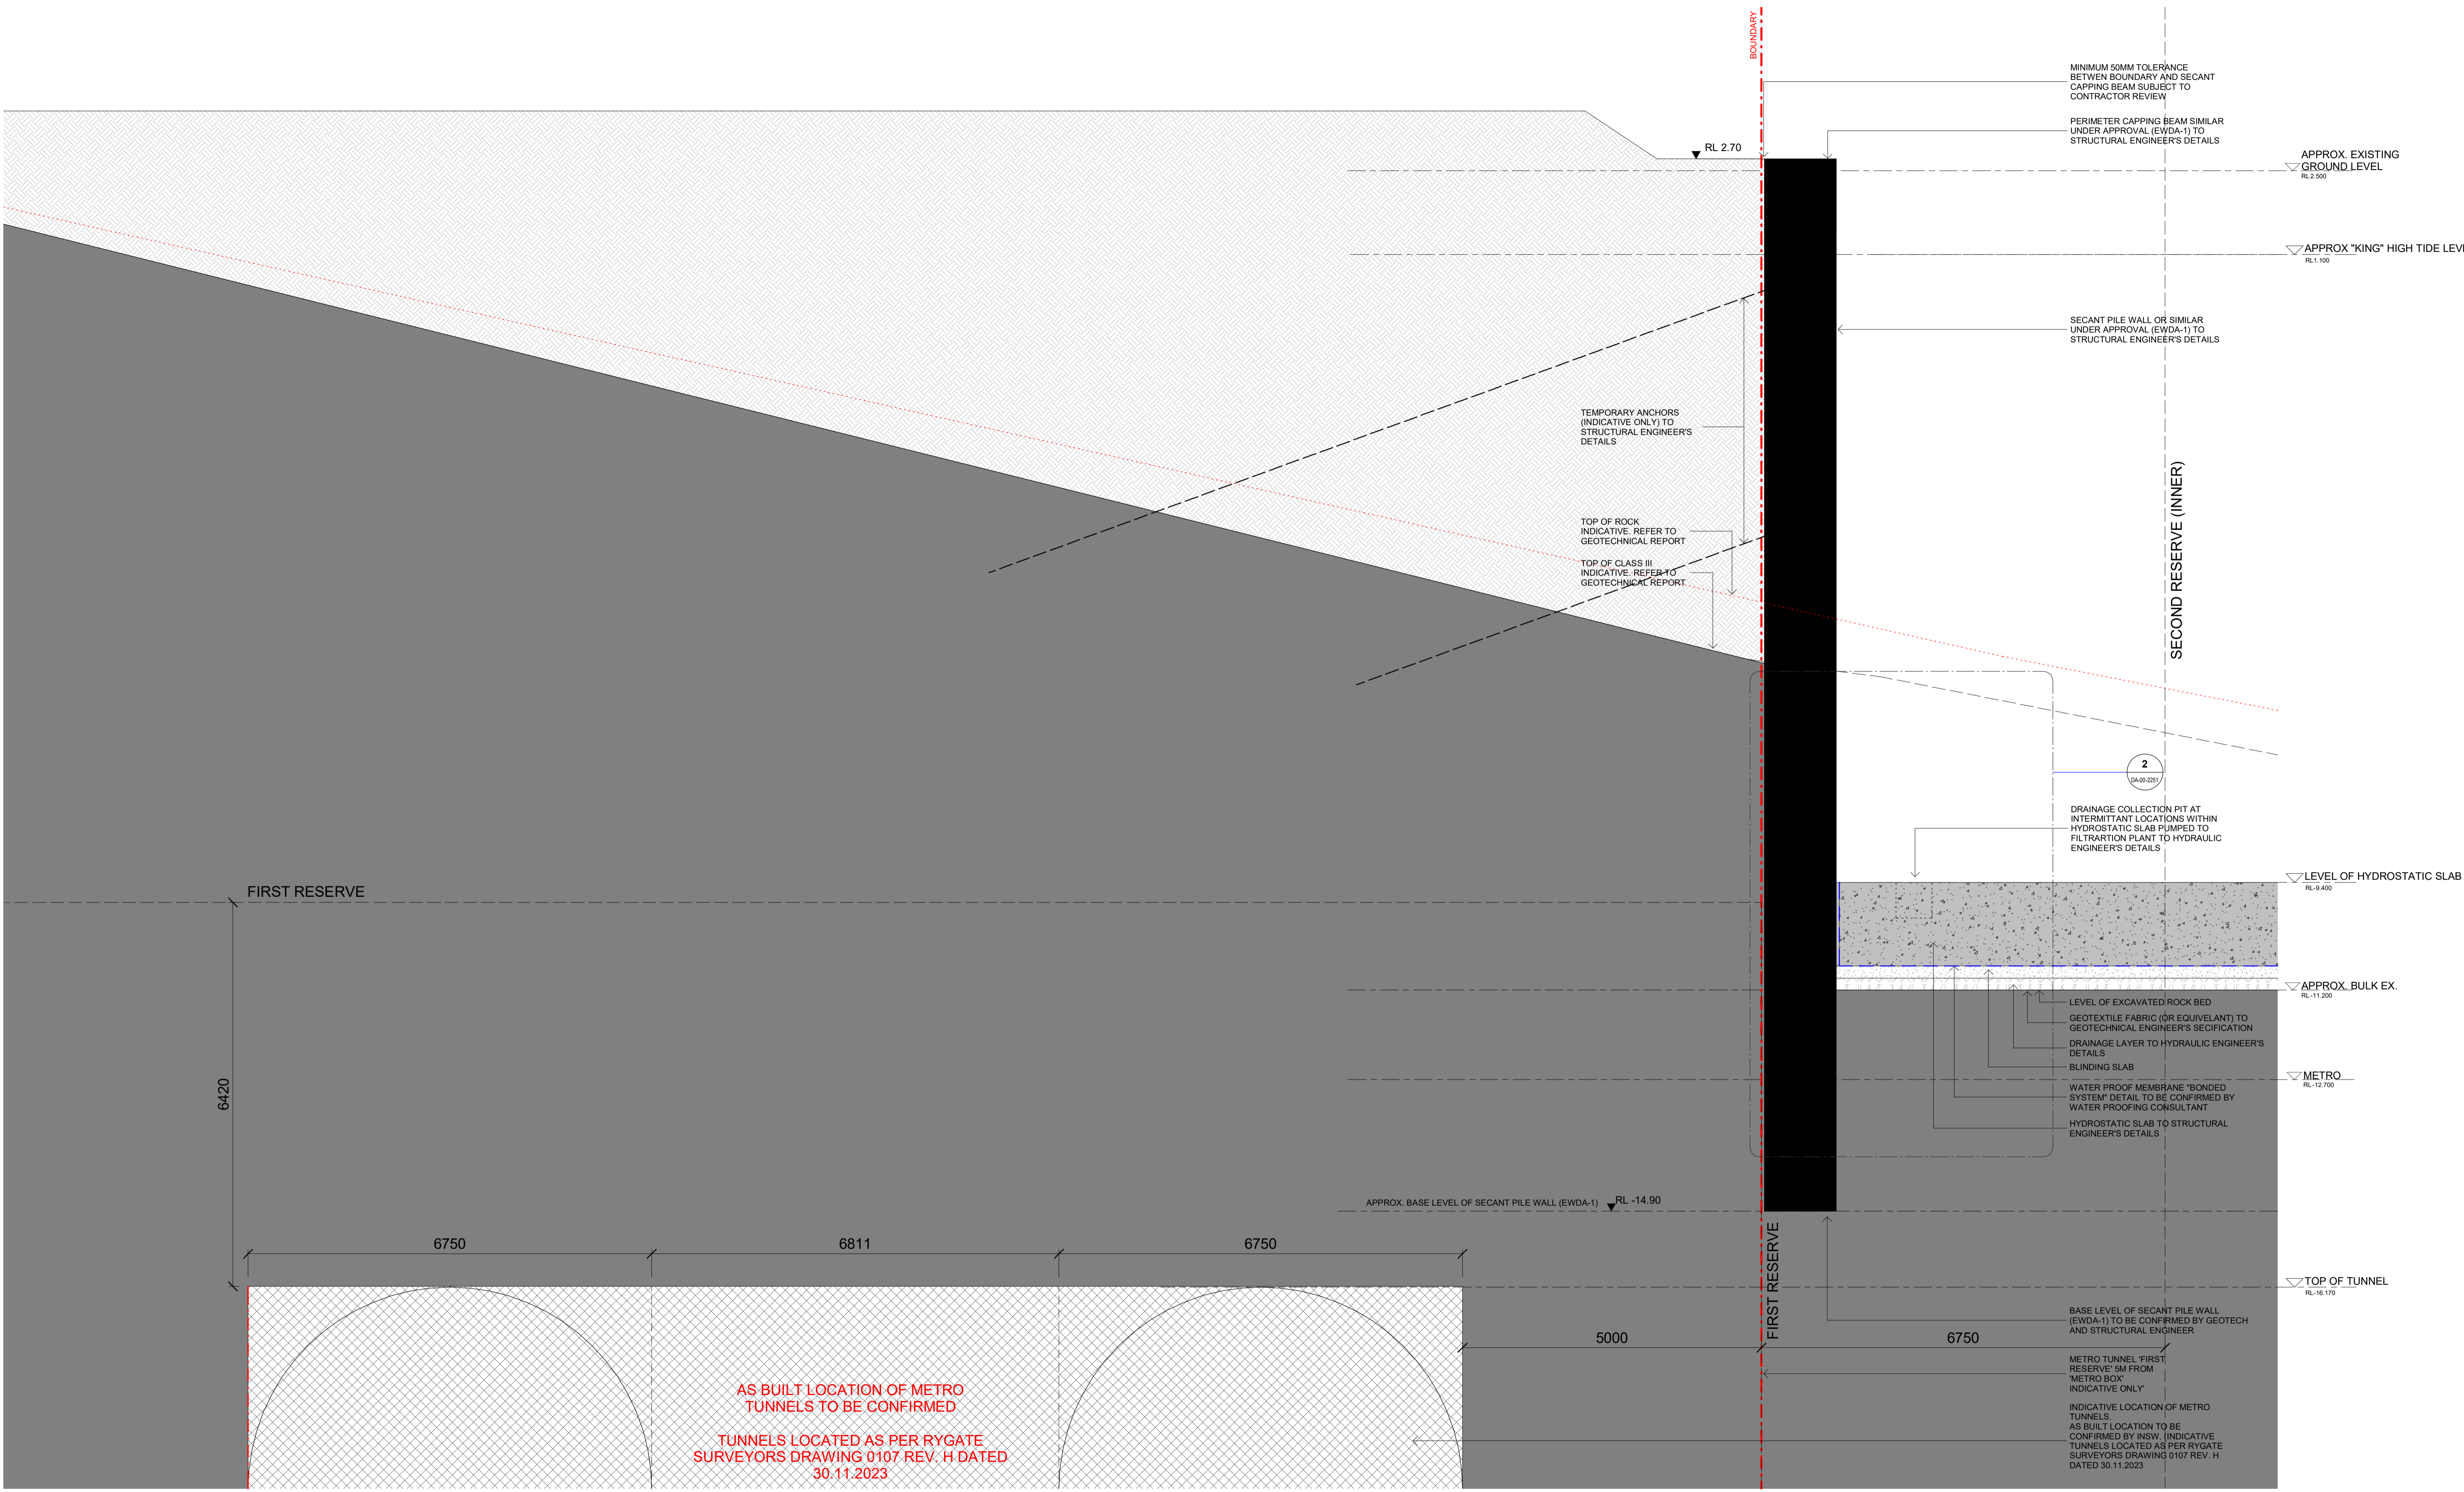 BOUNDARY
MINIMUM 50MM TOLERANCE
BETWEN BOUNDARY AND SECANT
CAPPING BEAM SUBJECT TO
CONTRACTOR REVIEW
PERIMETER CAPPING BEAM SIMILAR
UNDER APPROVAL (EWDA-1) TO
STRUCTURAL ENGINEER'S DETAILS
RL 2.70
APPROX. EXISTING
GROUND LEVEL
RL 2.500
APPROX "KING" HIGH TIDE LEV
RL1.100
SECANT PILE WALL OR SIMILAR
UNDER APPROVAL (EWDA-1) TO
STRUCTURAL ENGINEER'S DETAILS
TEMPORARY ANCHORS
(INDICATIVE ONLY) TO
STRUCTURAL ENGINEER'S
DETAILS
TOP OF ROCK
INDICATIVE. REFER TO
GEOTECHNICAL REPORT
TOP OF CLASS III
INDICATIVE. REFER TO
GEOTECHNICAL REPORT
SECOND RESERVE (INNER)
2
DA-00-2251
DRAINAGE COLLECTION PIT AT
INTERMITTANT LOCATIONS WITHIN
HYDROSTATIC SLAB PUMPED TO
FILTRARTION PLANT TO HYDRAULIC
ENGINEER'S DETAILS
LEVEL OF HYDROSTATIC SLAB
RL-9.400
FIRST RESERVE
APPROX. BULK EX.
RL-11.200
LEVEL OF EXCAVATED ROCK BED
GEOTEXTILE FABRIC (OR EQUIVELANT) TO
GEOTECHNICAL ENGINEER'S SECIFICATION
DRAINAGE LAYER TO HYDRAULIC ENGINEER'S
DETAILS
BLINDING SLAB
METRO
RL-12.700
WATER PROOF MEMBRANE "BONDED
SYSTEM" DETAIL TO BE CONFIRMED BY
WATER PROOFING CONSULTANT
HYDROSTATIC SLAB TO STRUCTURAL
ENGINEER'S DETAILS
6420
APPROX. BASE LEVEL OF SECANT PILE WALL (EWDA-1)
RL -14.90
6750
6811
6750
FIRST RESERVE
TOP OF TUNNEL
RL-16.170
BASE LEVEL OF SECANT PILE WALL
(EWDA-1) TO BE CONFIRMED BY GEOTECH
AND STRUCTURAL ENGINEER
5000
6750
METRO TUNNEL 'FIRST
RESERVE' 5M FROM
'METRO BOX'
INDICATIVE ONLY'
AS BUILT LOCATION OF METRO
TUNNELS TO BE CONFIRMED
TUNNELS LOCATED AS PER RYGATE
SURVEYORS DRAWING 0107 REV. H DATED
30.11.2023
INDICATIVE LOCATION OF METRO
TUNNELS.
AS BUILT LOCATION TO BE
CONFIRMED BY INSW. (INDICATIVE
TUNNELS LOCATED AS PER RYGATE
SURVEYORS DRAWING 0107 REV. H
DATED 30.11.2023